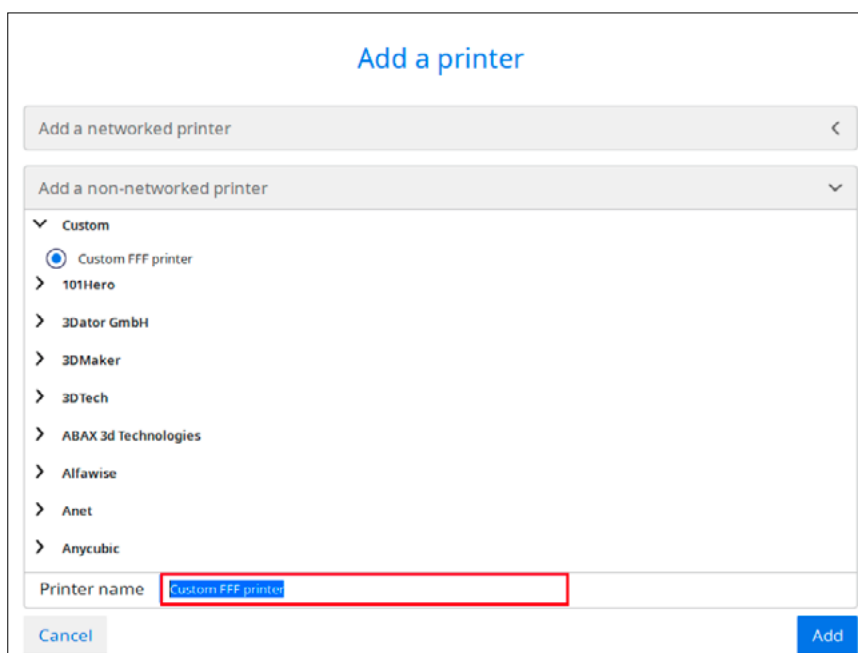 Add a printer
Add a networked printer
Add a non-networked printer
Custom
Custom FFF printer
101Hero
3Dator GmbH
3DMaker
3DTech
ABAX 3d Technologies
Alfawise
Anet
Anycubic
Printer name Custom FFF printer
Cancel Add